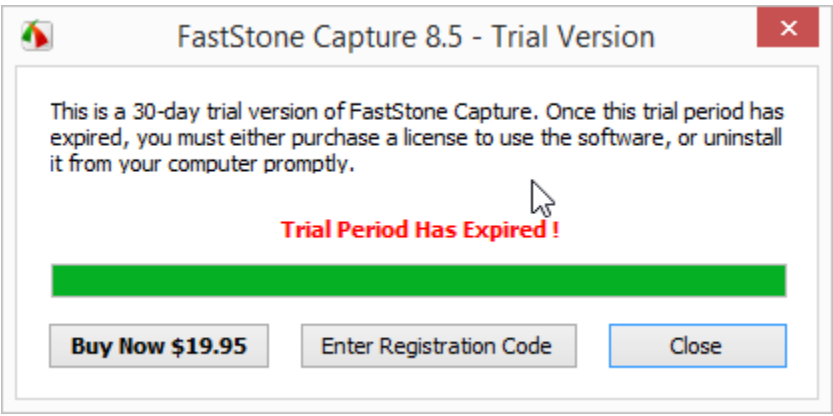 FastStone Capture 8.5 - Trial Version
This is a 30-day trial version of FastStone Capture. Once this trial period has
expired, you must either purchase a license to use the software, or uninstall
it from your computer promptly.
Trial Period Has Expired !
Buy Now $19.95
Enter Registration Code
Close